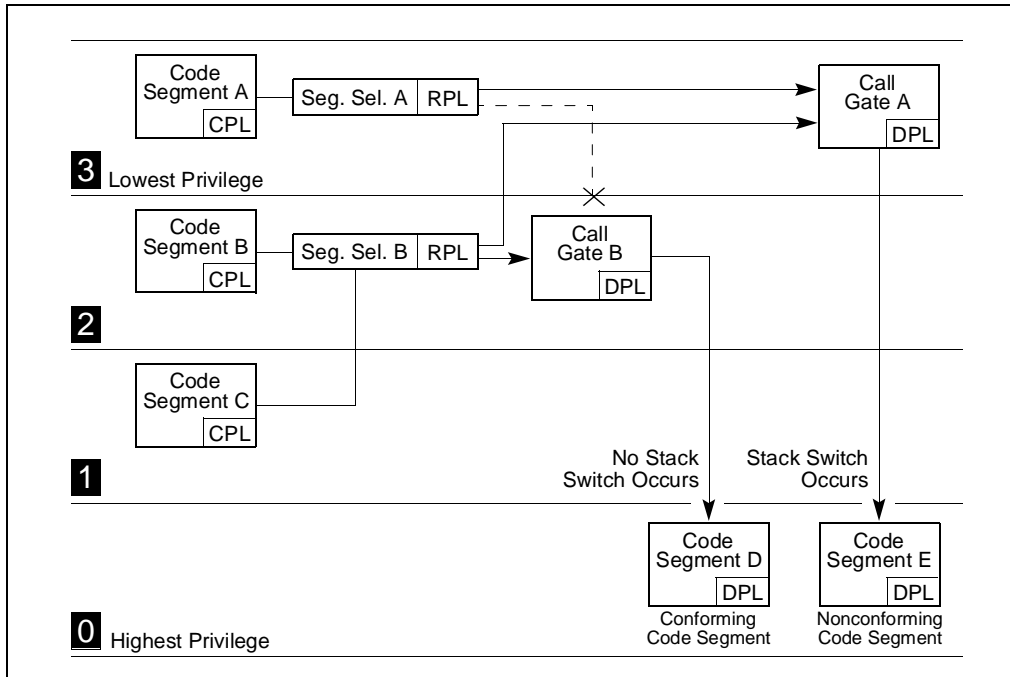 Code
Segment A
CPL
Seg. Sel. A
RPL
Call
Gate A
DPL
3
Lowest Privilege
Code
Segment B
CPL
Seg. Sel. B
RPL
Call
Gate B
DPL
2
Code
Segment C
CPL
1
No Stack
Switch Occurs
Stack Switch
Occurs
Code
Segment D
DPL
Conforming
Code Segment
Code
Segment E
DPL
Nonconforming
Code Segment
0
Highest Privilege